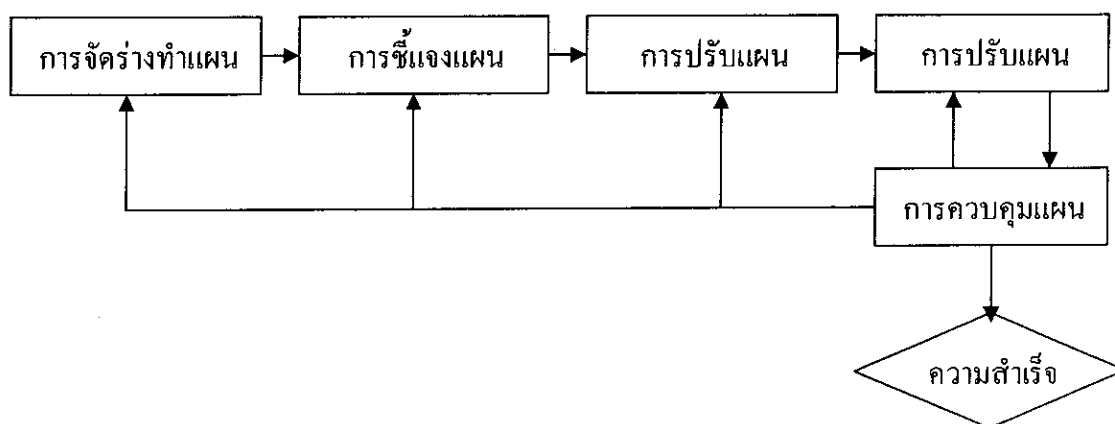 การจัดร่างทำแผน
การชี้แจงแผน
การปรับแผน
การปรับแผน
การควบคุมแผน
ความสำเร็จ